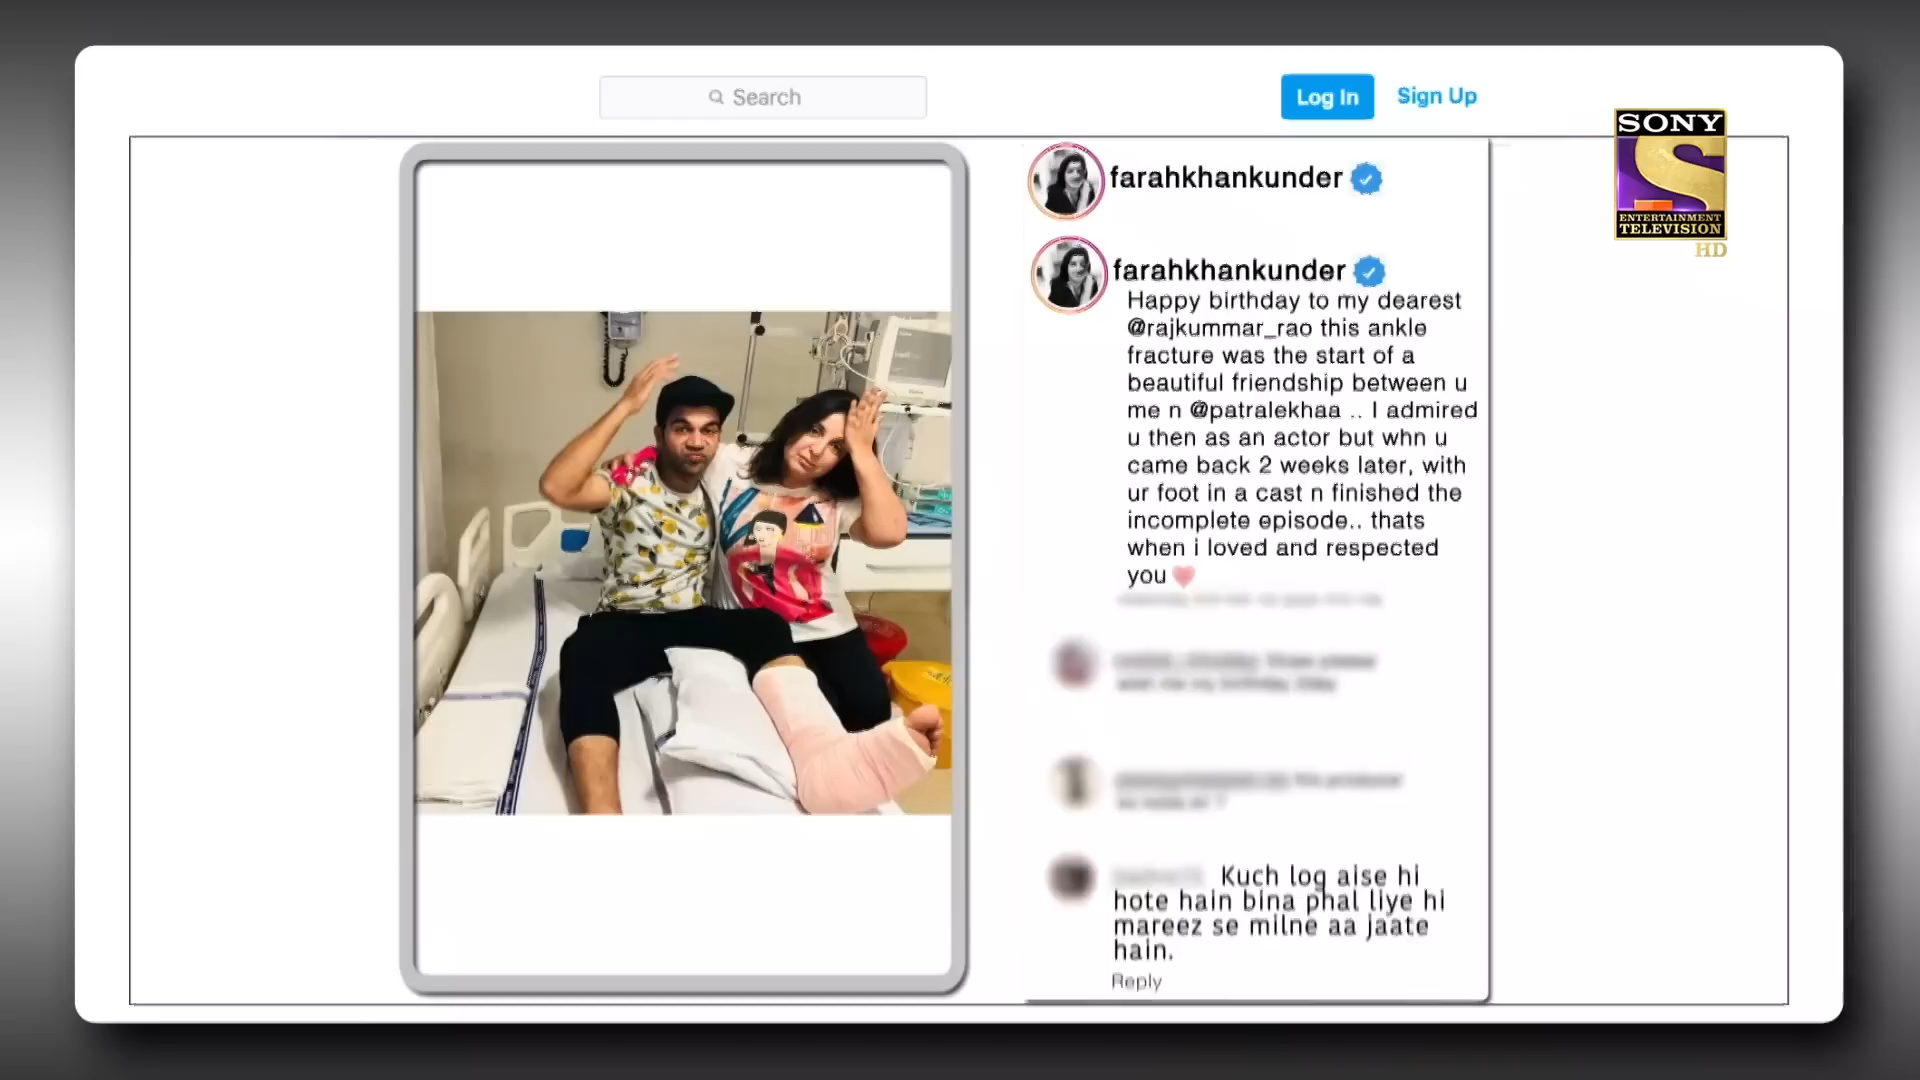 Search
Log In
Sign Up
SONY
ENTERTAINMENT
TELEVISION
HD
farahkhankunder
farahkhankunder
Happy birthday to my dearest
@rajkummar_rao this ankle
fracture was the start of a
beautiful friendship between u
me n @patralekhaa .. I admired
u then as an actor but whn u
came back 2 weeks later, with
ur foot in a cast n finished the
incomplete episode.. thats
when i loved and respected
you
Kuch log aise hi
hote hain bina phal liye hi
mareez se milne aa jaate
hain.
Reply